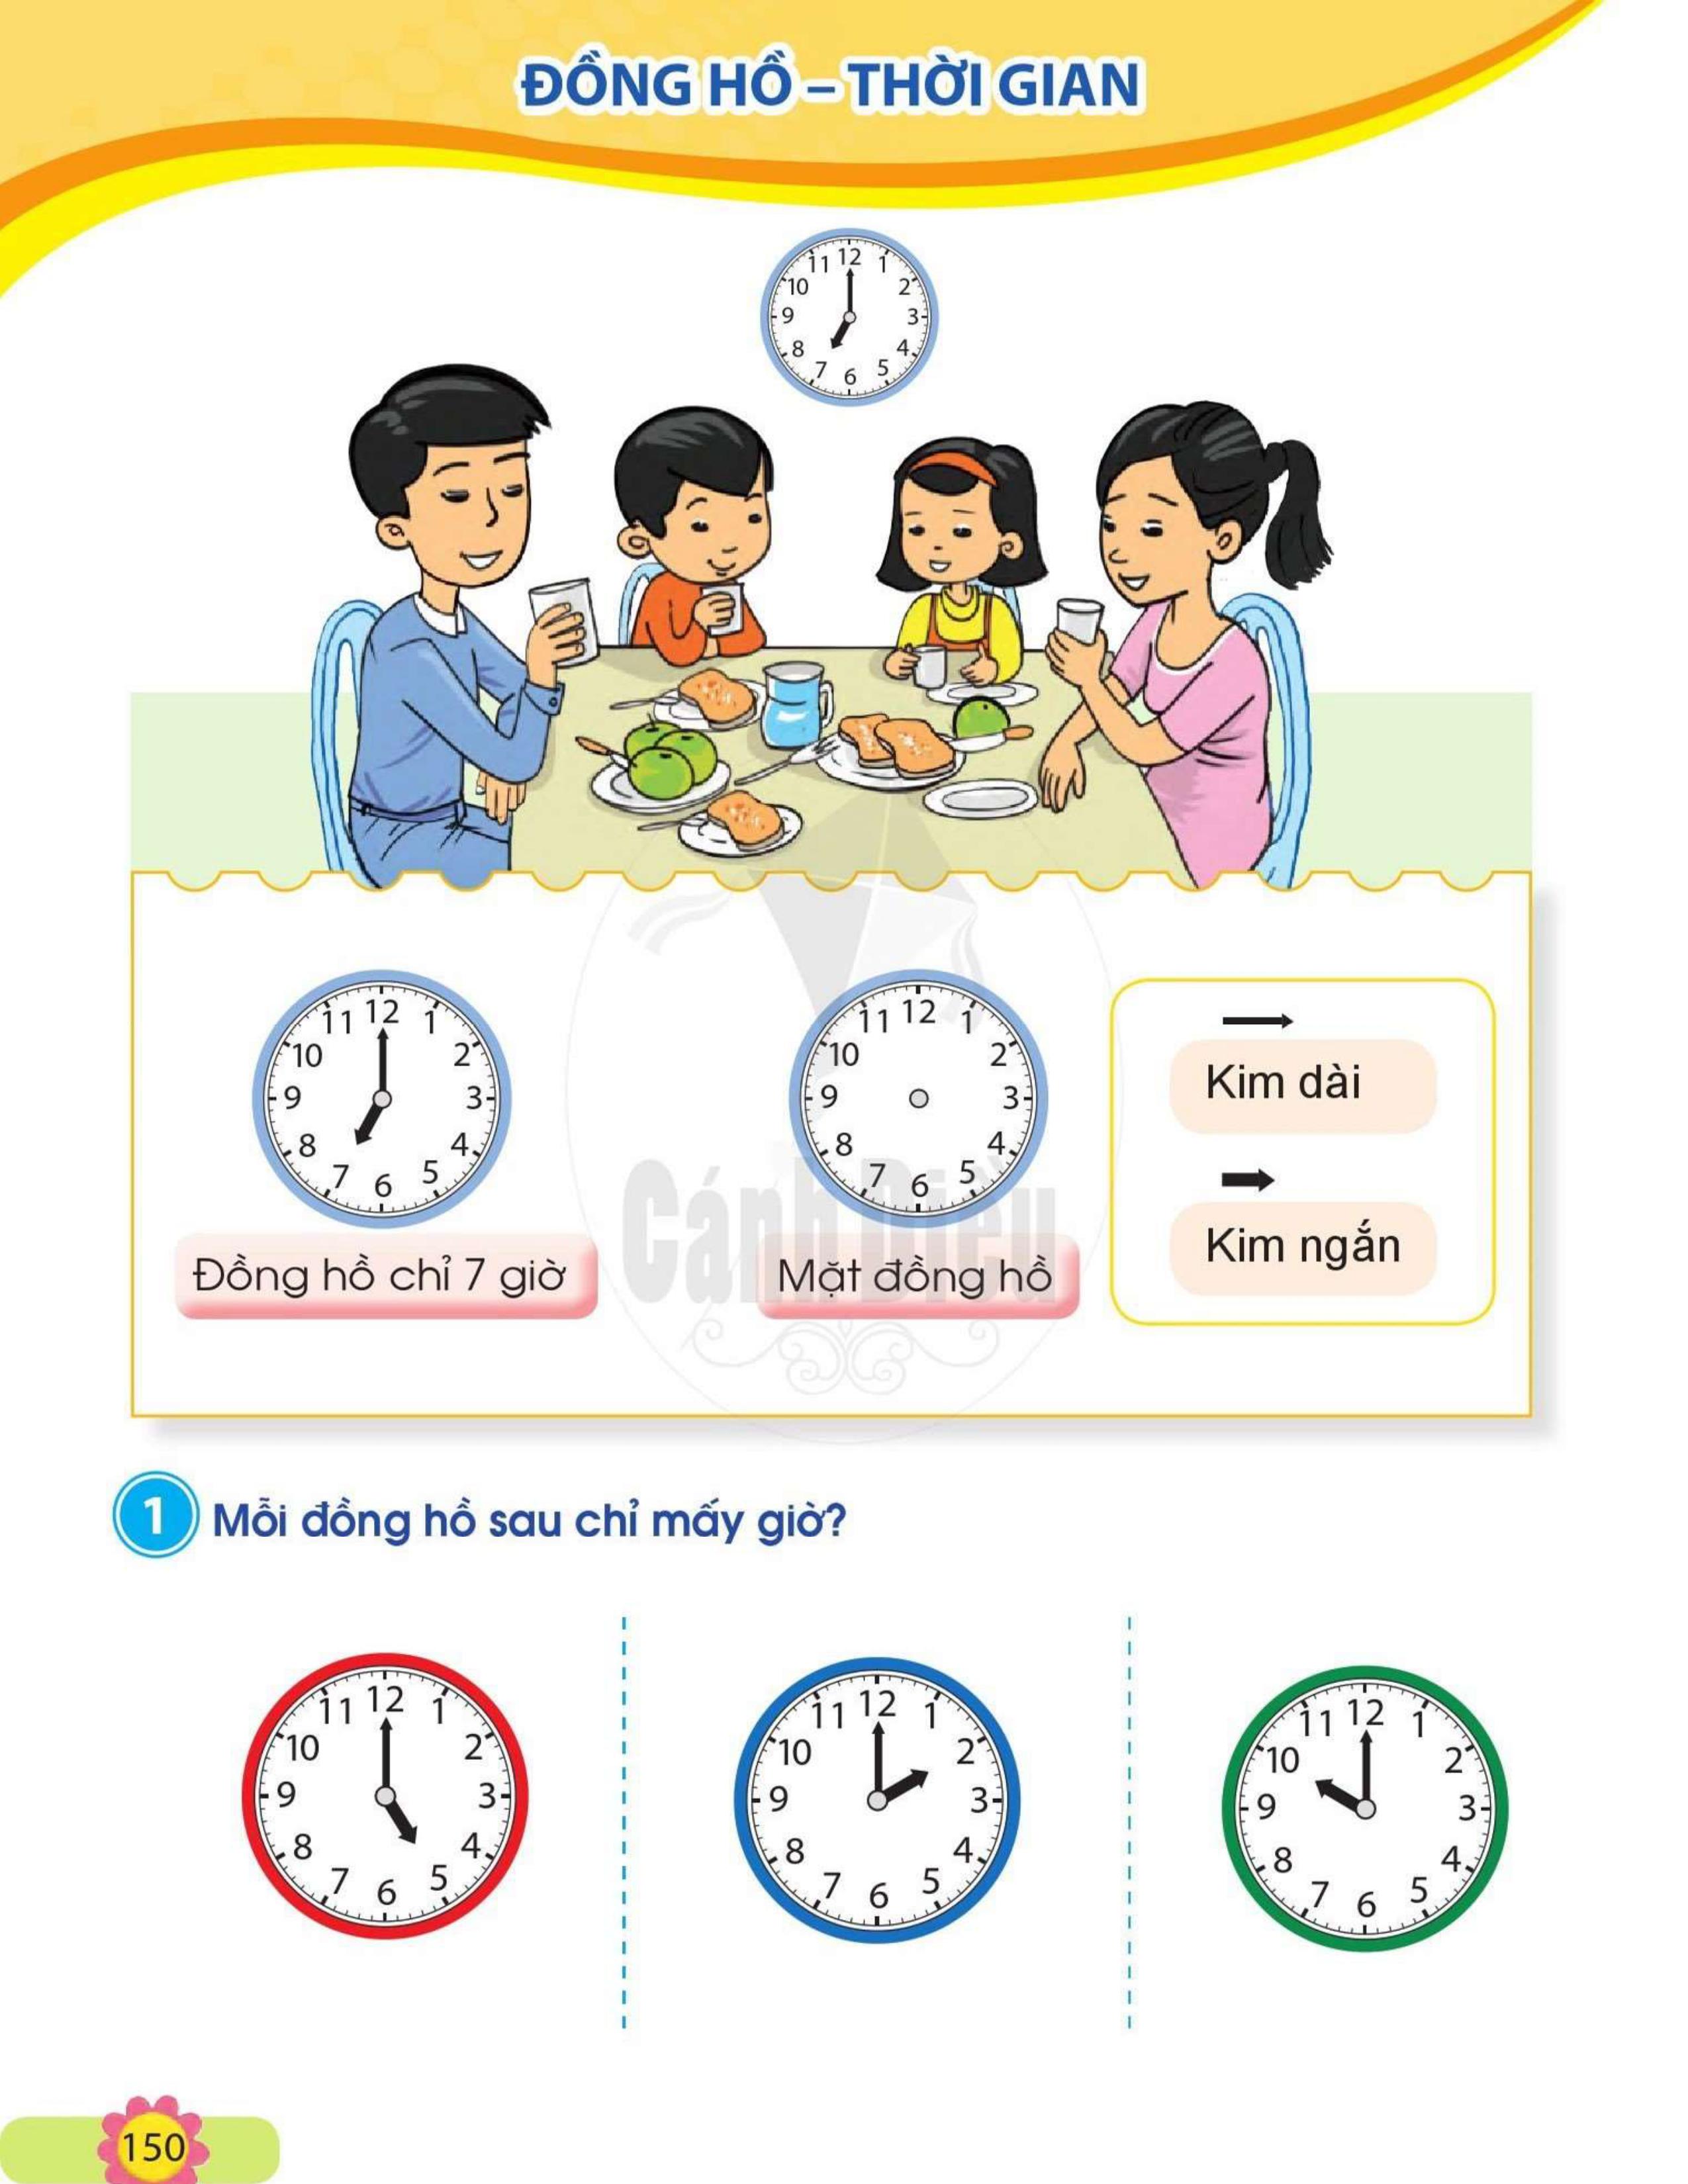 ĐỒNG HỒ – THỜI GIAN
11 12 1
10 2
9 3
8 4
7 6 5
11 12 1
10 2
9 3
8 4
7 6 5
Đồng hồ chỉ 7 giờ
11 12 1
10 2
9 3
8 4
7 6 5
Mặt đồng hồ
Kim dài
Kim ngắn
Cánh Diều
1 Mỗi đồng hồ sau chỉ mấy giờ?
11 12 1
10 2
9 3
8 4
7 6 5
11 12 1
10 2
9 3
8 4
7 6 5
11 12 1
10 2
9 3
8 4
7 6 5
150